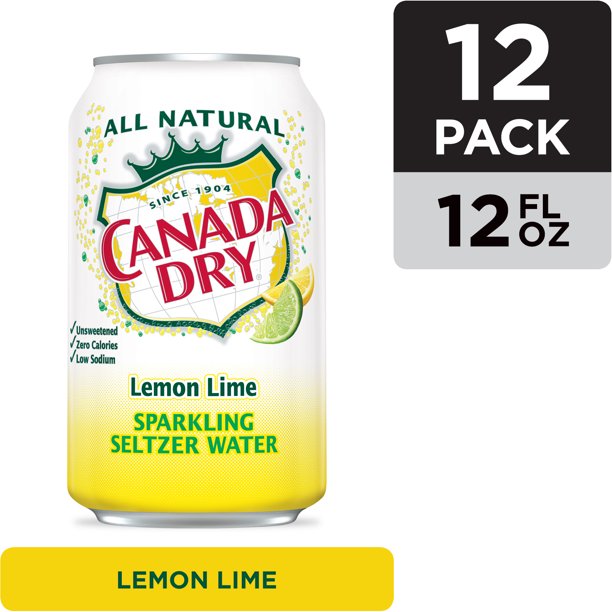 ALL NATURAL
SINCE 1904
CANADA
DRY®
✓Unsweetened
✓Zero Calories
✓Low Sodium
Lemon Lime
SPARKLING
SELTZER WATER
LEMON LIME
12
PACK
12 FL OZ